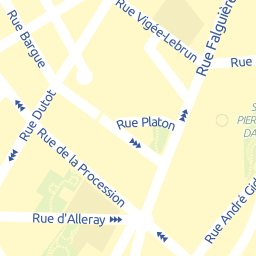 Rue Bargue
Rue Vigée-Lebrun
Rue Falguière
Rue
Rue Dutot
Rue Platon
Rue de la Procession
Rue d'Alleray
Rue André